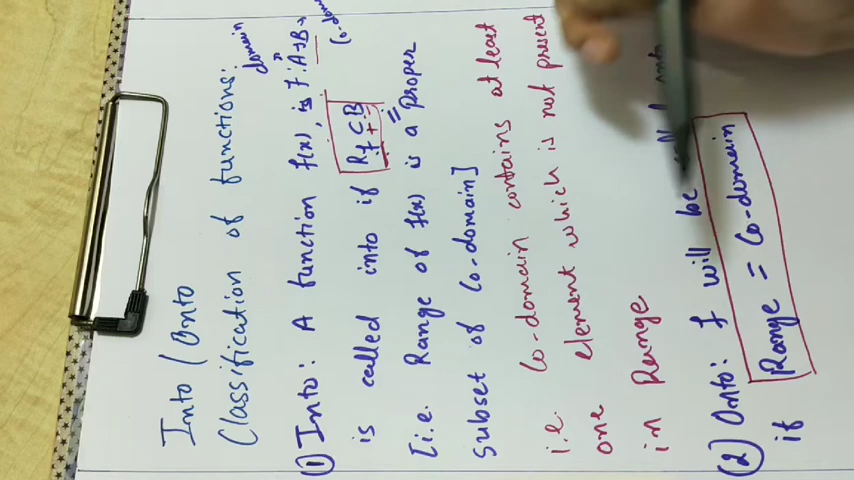 Into / Onto
Classification of functions:
domain
(1) Into: A function f(x), is f: A→B→
is called into if Rf ⊊ B
[i.e. Range of f(x) is a proper
subset of Co-domain]
i.e. Co-domain contains at least
one element which is not present
in Range
(2) Onto: f will be
if Range = Co-domain